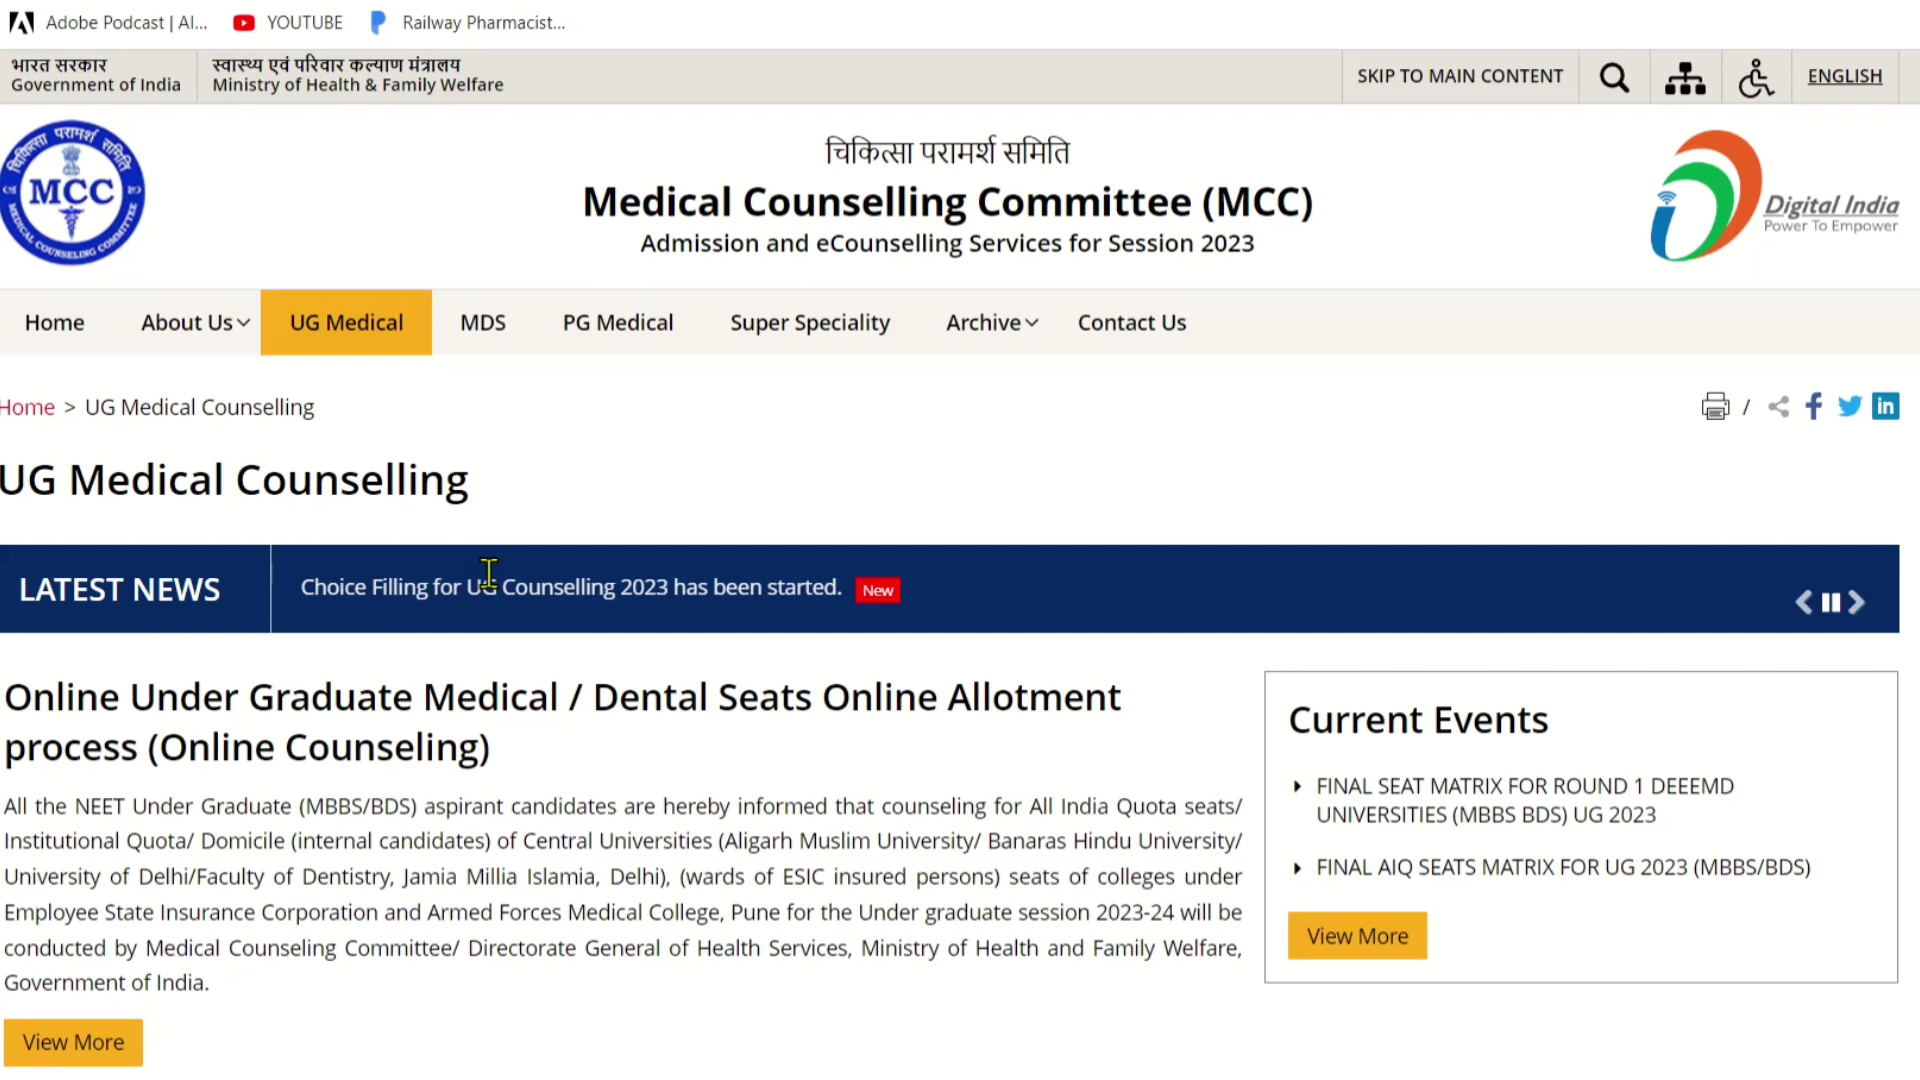 Adobe Podcast | AI...
YOUTUBE
Railway Pharmacist...
भारत सरकार
Government of India
स्वास्थ्य एवं परिवार कल्याण मंत्रालय
Ministry of Health & Family Welfare
SKIP TO MAIN CONTENT
ENGLISH
चिकित्सा परामर्श समिति
MCC
MEDICAL COUNSELING COMMITTEE
चिकित्सा परामर्श समिति
Medical Counselling Committee (MCC)
Admission and eCounselling Services for Session 2023
Digital India
Power To Empower
Home
About Us
UG Medical
MDS
PG Medical
Super Speciality
Archive
Contact Us
Home > UG Medical Counselling
/
UG Medical Counselling
LATEST NEWS
Choice Filling for UG Counselling 2023 has been started.
New
Online Under Graduate Medical / Dental Seats Online Allotment
process (Online Counseling)
All the NEET Under Graduate (MBBS/BDS) aspirant candidates are hereby informed that counseling for All India Quota seats/
Institutional Quota/ Domicile (internal candidates) of Central Universities (Aligarh Muslim University/ Banaras Hindu University/
University of Delhi/Faculty of Dentistry, Jamia Millia Islamia, Delhi), (wards of ESIC insured persons) seats of colleges under
Employee State Insurance Corporation and Armed Forces Medical College, Pune for the Under graduate session 2023-24 will be
conducted by Medical Counseling Committee/ Directorate General of Health Services, Ministry of Health and Family Welfare,
Government of India.
View More
Current Events
FINAL SEAT MATRIX FOR ROUND 1 DEEEMD
UNIVERSITIES (MBBS BDS) UG 2023
FINAL AIQ SEATS MATRIX FOR UG 2023 (MBBS/BDS)
View More